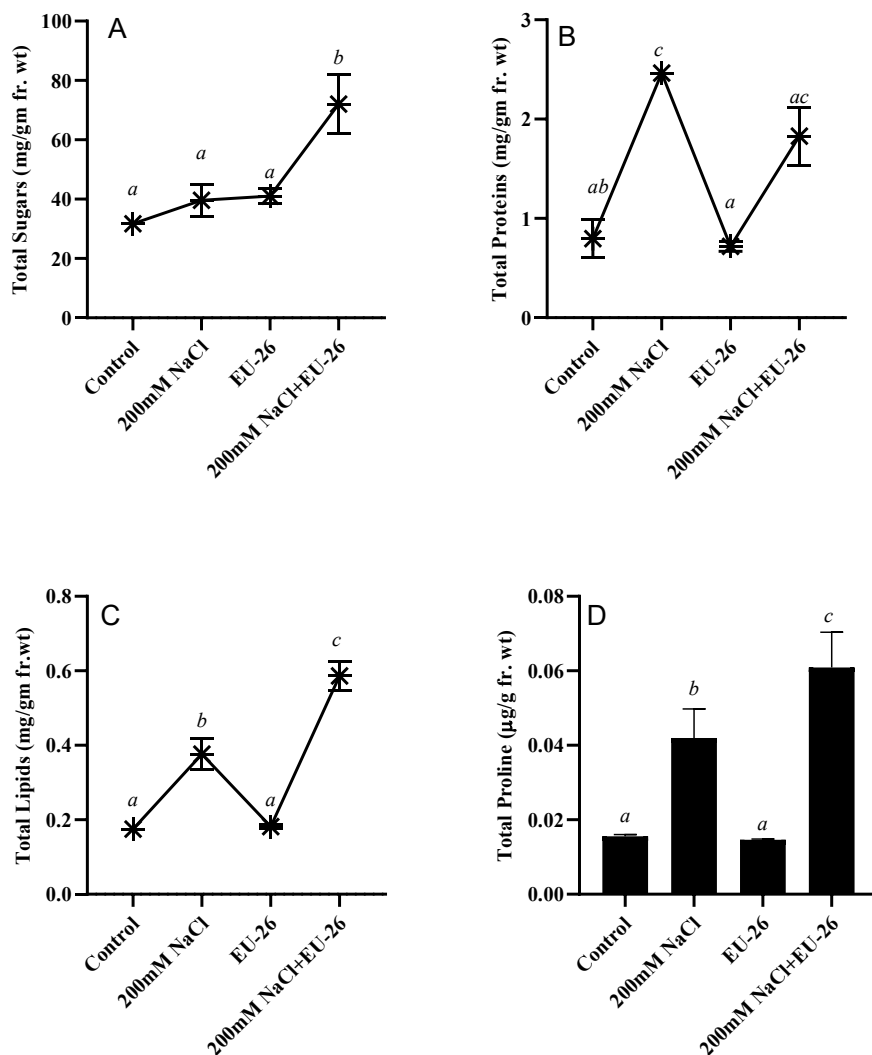 A
Total Sugars (mg/gm fr. wt)
100
80
60
40
20
0
a
a
a
b
Control
200mM NaCl
EU-26
200mM NaCl+EU-26
B
Total Proteins (mg/gm fr. wt)
3
2
1
0
ab
c
a
ac
Control
200mM NaCl
EU-26
200mM NaCl+EU-26
C
Total Lipids (mg/gm fr.wt)
0.8
0.6
0.4
0.2
0.0
a
b
a
c
Control
200mM NaCl
EU-26
200mM NaCl+EU-26
D
Total Proline (µg/g fr. wt)
0.08
0.06
0.04
0.02
0.00
a
b
a
c
Control
200mM NaCl
EU-26
200mM NaCl+EU-26